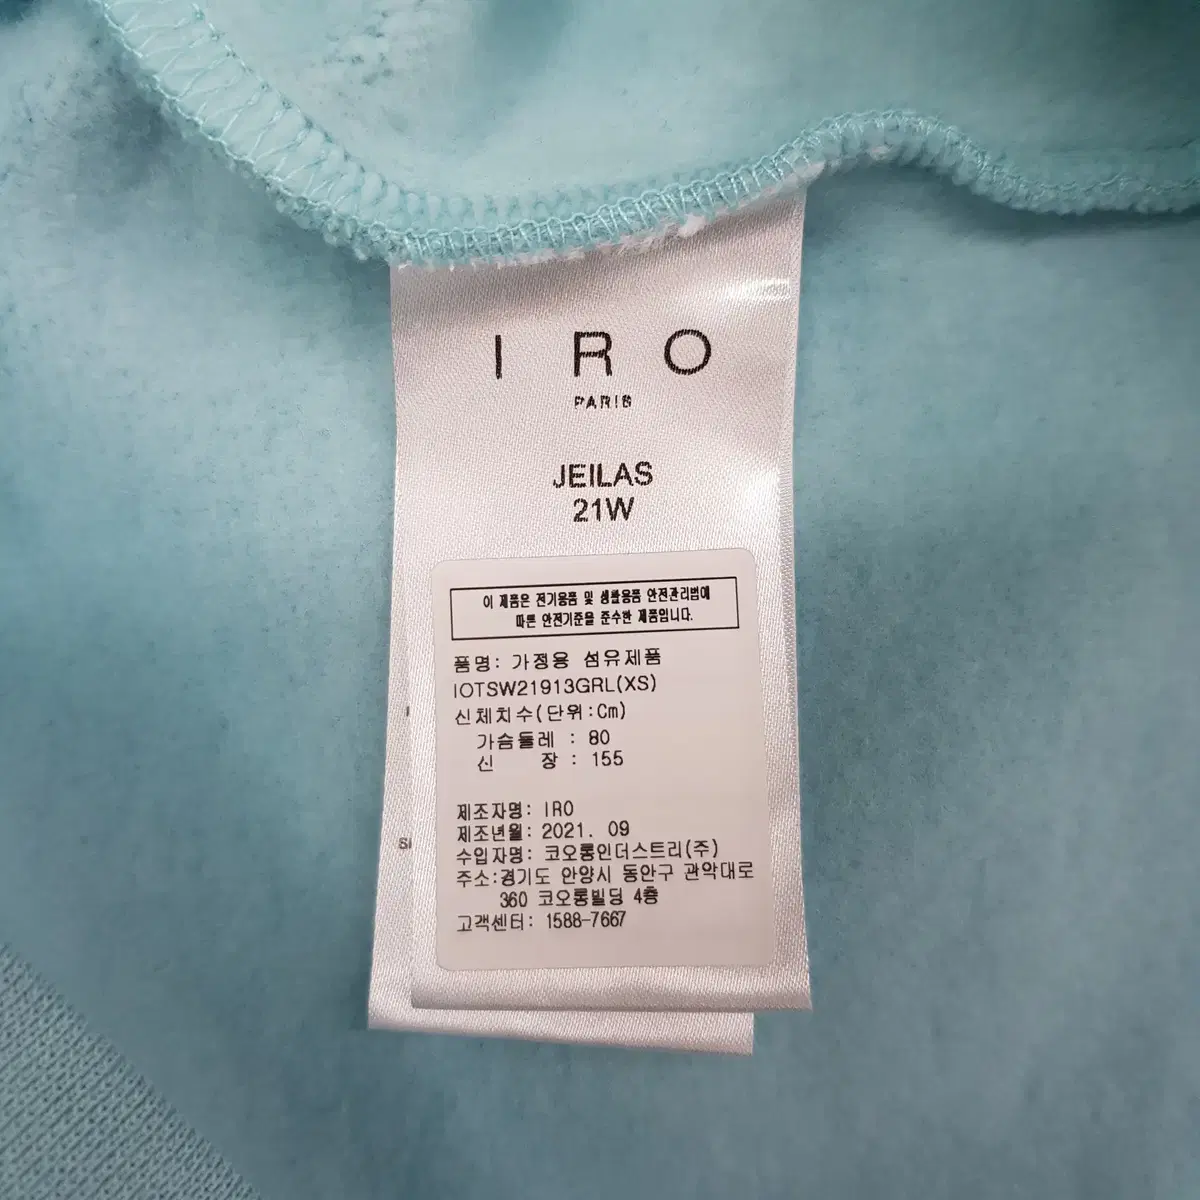 IRO
PARIS
JEILAS
21W
이 제품은 전기용품 및 생활용품 안전관리법에
따른 안전기준을 준수한 제품입니다.
품명: 가정용 섬유제품
IOTSW21913GRL(XS)
신체치수(단위:Cm)
가슴둘레 : 80
신 장 : 155
제조자명: IRO
제조년월: 2021. 09
수입자명: 코오롱인더스트리(주)
주소:경기도 안양시 동안구 관악대로
360 코오롱빌딩 4층
고객센터: 1588-7667